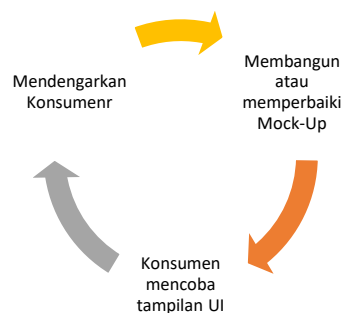 Mendengarkan
Konsumenr
Membangun
atau
memperbaiki
Mock-Up
Konsumen
mencoba
tampilan UI